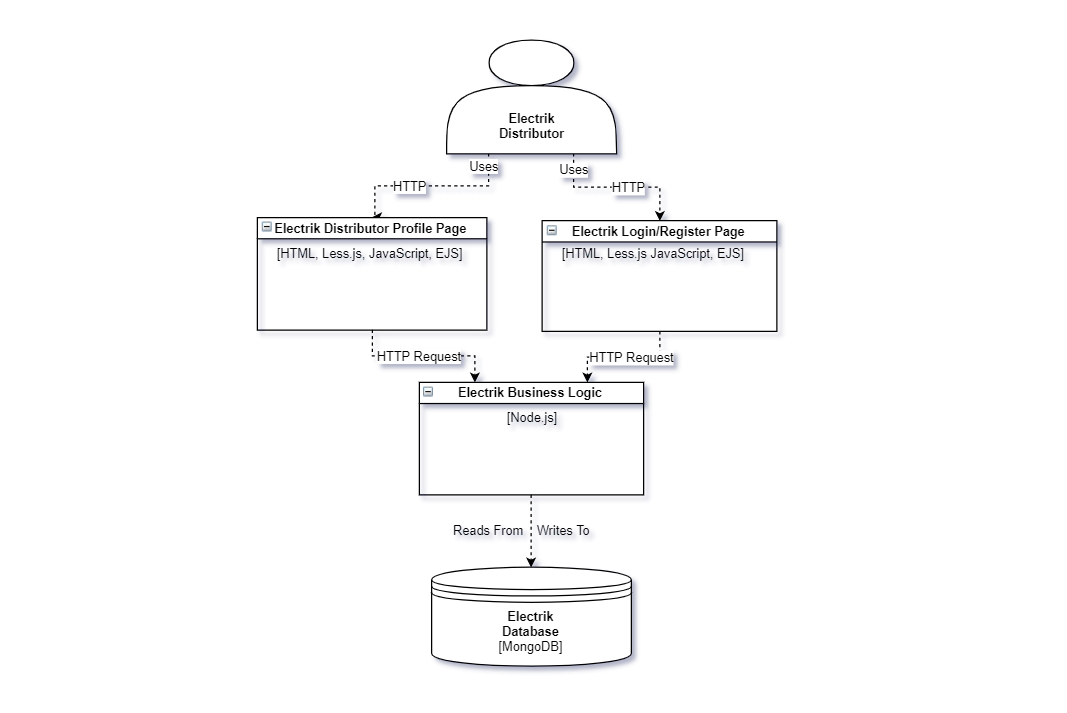 Electrik
Distributor
Uses
Uses
HTTP
HTTP
Electrik Distributor Profile Page
[HTML, Less.js, JavaScript, EJS]
Electrik Login/Register Page
[HTML, Less.js JavaScript, EJS]
HTTP Request
HTTP Request
Electrik Business Logic
[Node.js]
Reads From
Writes To
Electrik
Database
[MongoDB]